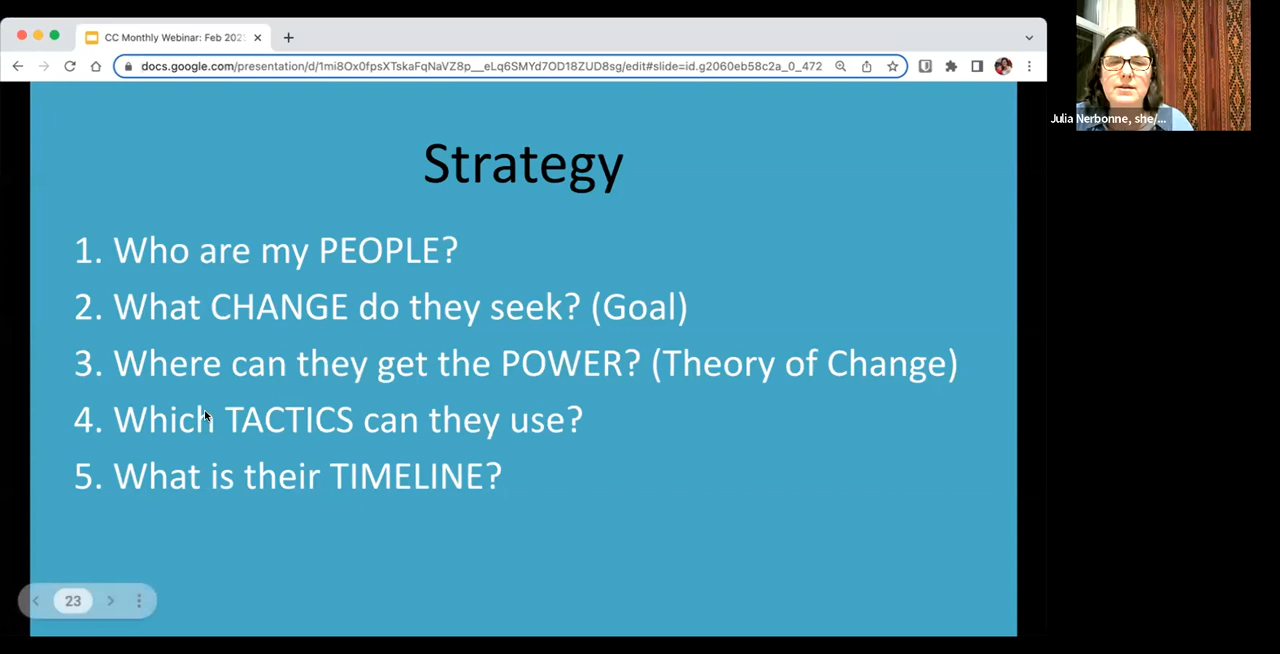 CC Monthly Webinar: Feb 202
docs.google.com/presentation/d/1mi8Ox0fpsXTskaFqNaVZ8p__eLq6SMYd7OD18ZUD8sg/edit#slide=id.g2060eb58c2a_0_472
Julia Nerbonne, she/...
Strategy
1. Who are my PEOPLE?
2. What CHANGE do they seek? (Goal)
3. Where can they get the POWER? (Theory of Change)
4. Which TACTICS can they use?
5. What is their TIMELINE?
23